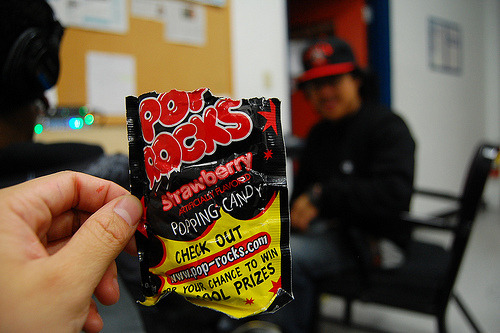 POP
ROCKS
Strawberry
ARTIFICIALLY FLAVORED
POPPING CANDY
CHECK OUT
www.pop-rocks.com
YOUR CHANCE TO WIN
PRIZES